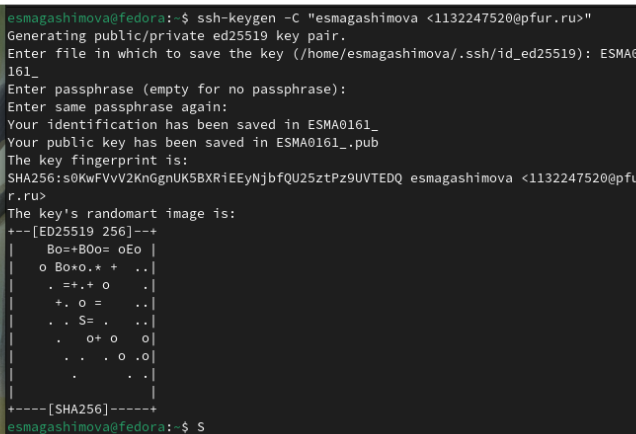 esmagashimova@fedora:~$ ssh-keygen -C "esmagashimova <1132247520@pfur.ru>"
Generating public/private ed25519 key pair.
Enter file in which to save the key (/home/esmagashimova/.ssh/id_ed25519): ESMA0
161_
Enter passphrase (empty for no passphrase):
Enter same passphrase again:
Your identification has been saved in ESMA0161_
Your public key has been saved in ESMA0161_.pub
The key fingerprint is:
SHA256:s0KwFVvV2KnGgnUK5BXRiEEyNjbfQU25ztPz9UVTEDQ esmagashimova <1132247520@pfu
r.ru>
The key's randomart image is:
+--[ED25519 256]--+
|    Bo=+BOo= oEo |
|   o Bo*o.* +  ..|
|    . =+.+ o    .|
|     +. o =    ..|
|    . . S= .   ..|
|     .   o+ o   o|
|      . .  . o .o|
|       .      . .|
|                 |
+----[SHA256]-----+
esmagashimova@fedora:~$ S